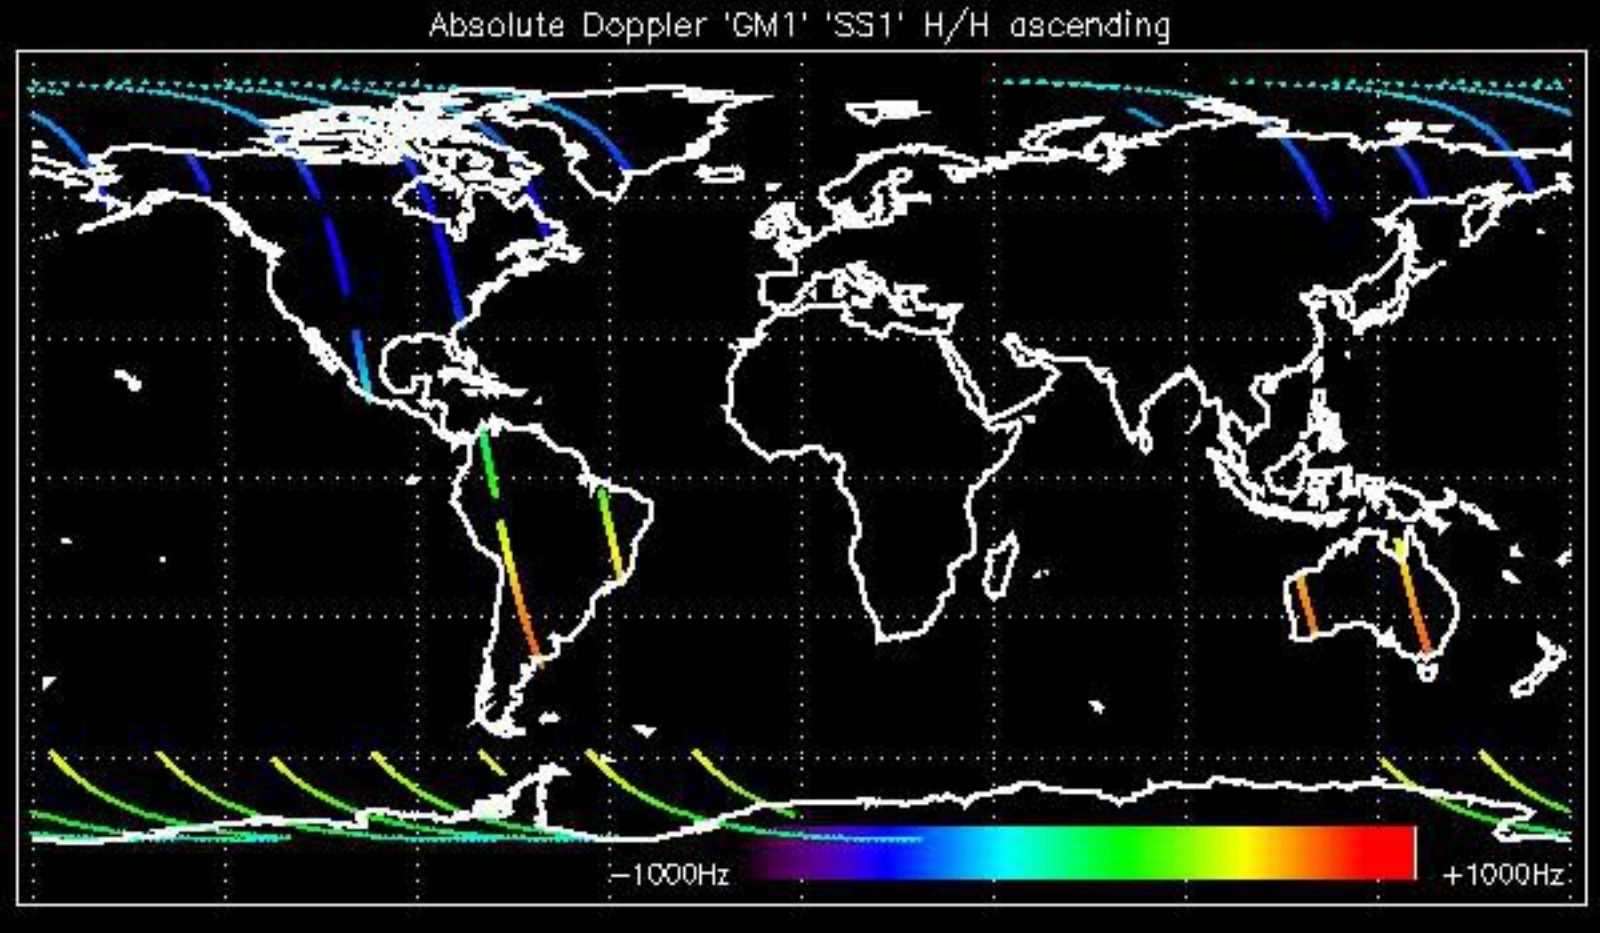 Absolute Doppler 'GM1' 'SS1' H/H ascending
−1000Hz
+1000Hz